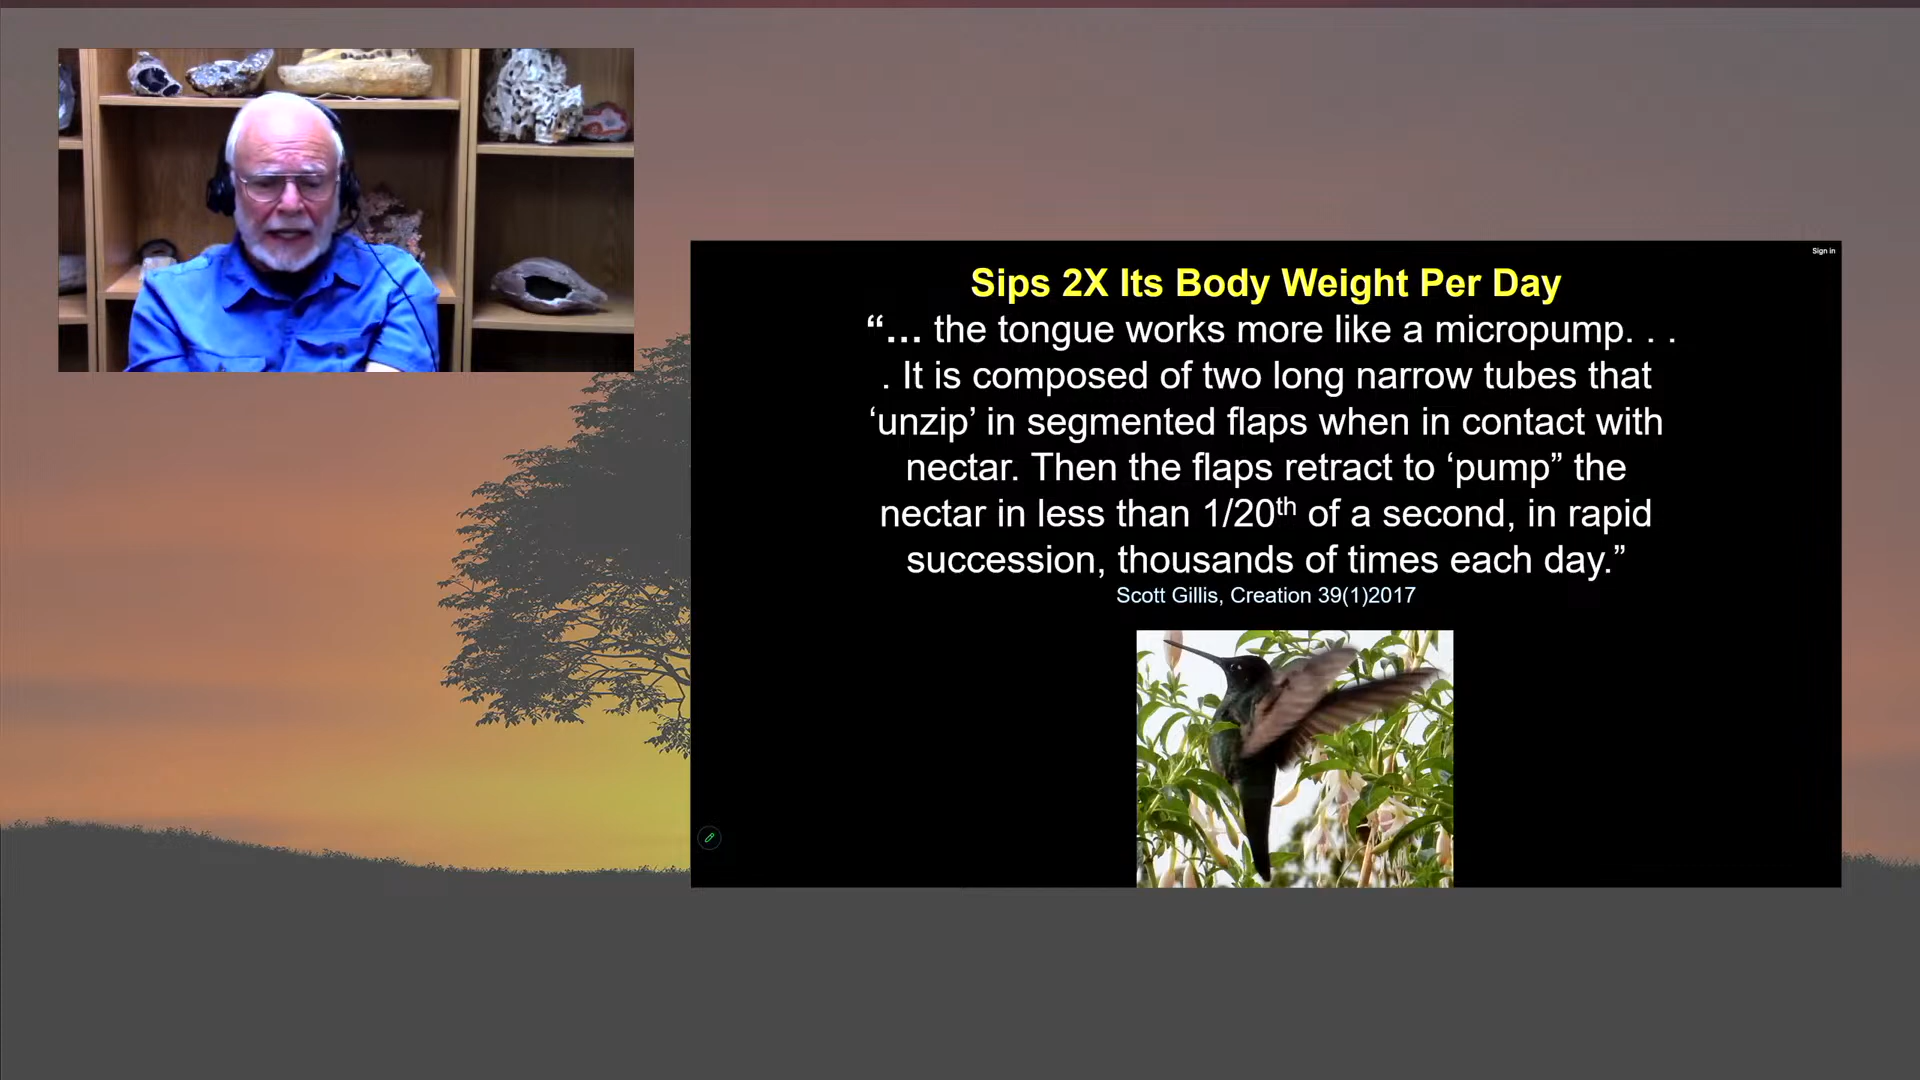 Sign in
Sips 2X Its Body Weight Per Day
“... the tongue works more like a micropump. . .
. It is composed of two long narrow tubes that
‘unzip’ in segmented flaps when in contact with
nectar. Then the flaps retract to ‘pump” the
nectar in less than 1/20th of a second, in rapid
succession, thousands of times each day.”
Scott Gillis, Creation 39(1)2017